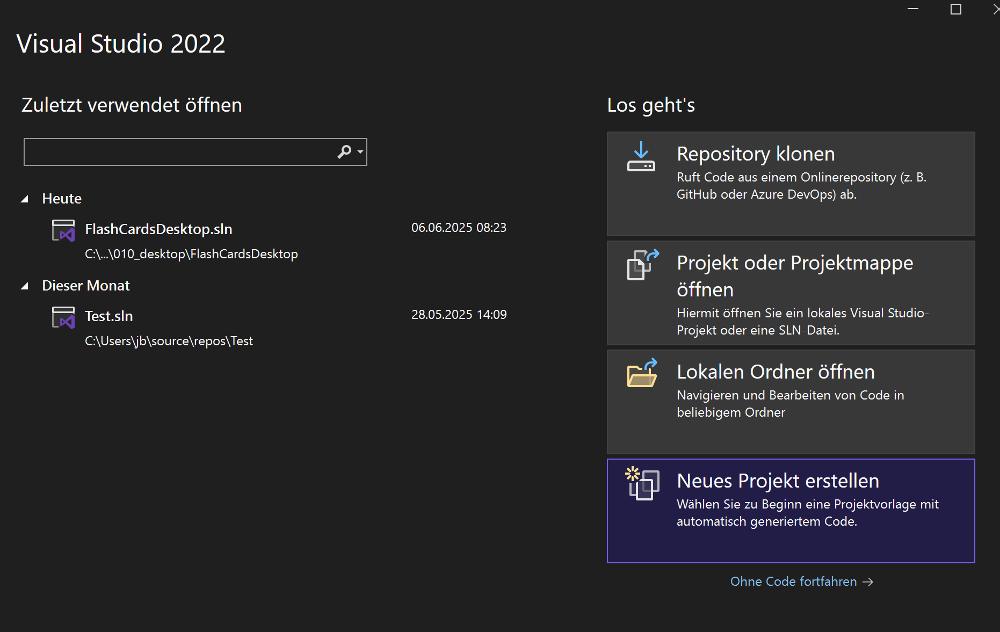 Visual Studio 2022
Zuletzt verwendet öffnen
Heute
FlashCardsDesktop.sln 06.06.2025 08:23
C:\...\010_desktop\FlashCardsDesktop
Dieser Monat
Test.sln 28.05.2025 14:09
C:\Users\jb\source\repos\Test
Los geht's
Repository klonen
Ruft Code aus einem Onlinerepository (z. B.
GitHub oder Azure DevOps) ab.
Projekt oder Projektmappe
öffnen
Hiermit öffnen Sie ein lokales Visual Studio-
Projekt oder eine SLN-Datei.
Lokalen Ordner öffnen
Navigieren und Bearbeiten von Code in
beliebigem Ordner
Neues Projekt erstellen
Wählen Sie zu Beginn eine Projektvorlage mit
automatisch generiertem Code.
Ohne Code fortfahren →